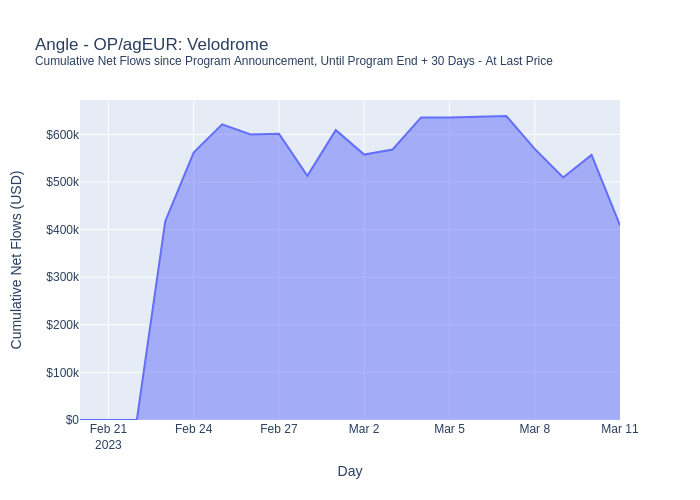 Angle - OP/agEUR: Velodrome
Cumulative Net Flows since Program Announcement, Until Program End + 30 Days - At Last Price
Cumulative Net Flows (USD)
$600k
$500k
$400k
$300k
$200k
$100k
$0
Feb 21
2023
Feb 24
Feb 27
Mar 2
Mar 5
Mar 8
Mar 11
Day